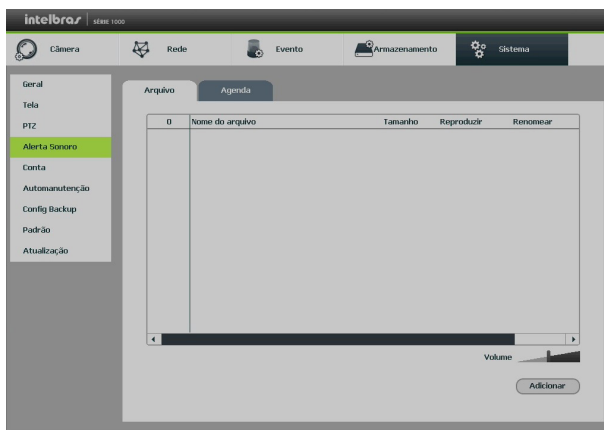 intelbras | SÉRIE 1000
Câmera Rede Evento Armazenamento Sistema
Geral
Tela
PTZ
Alerta Sonoro
Conta
Automanutenção
Config Backup
Padrão
Atualização
Arquivo Agenda
0 Nome do arquivo Tamanho Reproduzir Renomear
Volume
Adicionar